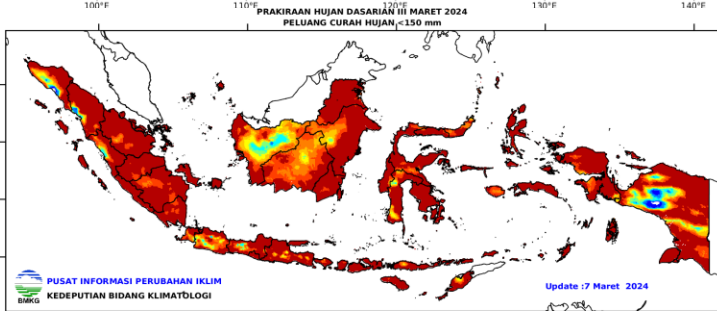 100°E 110°E 120°E 130°E 140°E
PRAKIRAAN HUJAN DASARIAN III MARET 2024
PELUANG CURAH HUJAN <150 mm
PUSAT INFORMASI PERUBAHAN IKLIM
KEDEPUTIAN BIDANG KLIMATOLOGI
BMKG
Update :7 Maret 2024